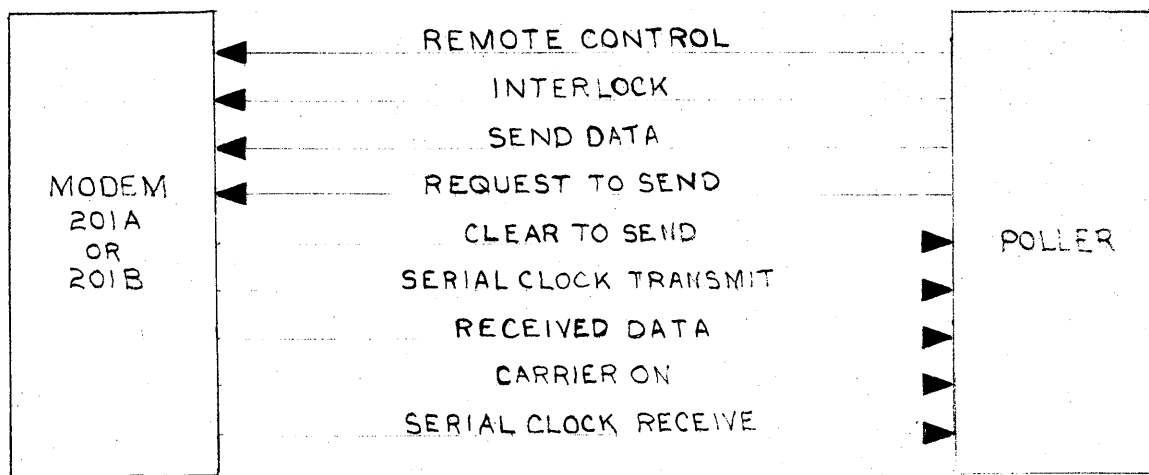 REMOTE CONTROL
INTERLOCK
SEND DATA
REQUEST TO SEND
CLEAR TO SEND
SERIAL CLOCK TRANSMIT
RECEIVED DATA
CARRIER ON
SERIAL CLOCK RECEIVE
MODEM
201A
OR
201B
POLLER